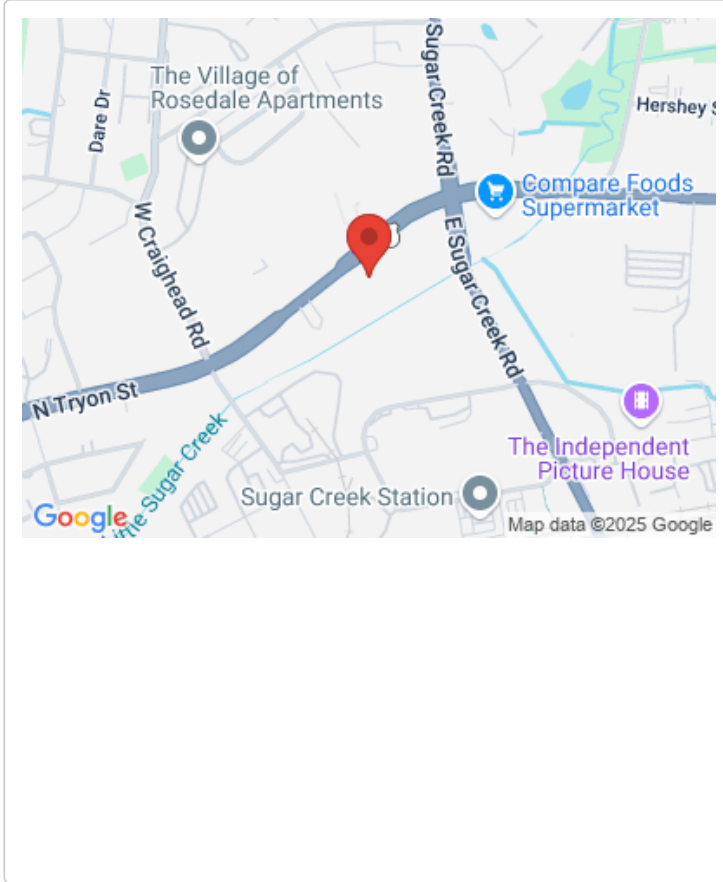 The Village of
Rosedale Apartments
Dare Dr
Sugar Creek Rd
Hershey S
Compare Foods
Supermarket
W Craighead Rd
E Sugar Creek Rd
N Tryon St
The Independent
Picture House
Little Sugar Creek
Sugar Creek Station
Google
Map data ©2025 Google